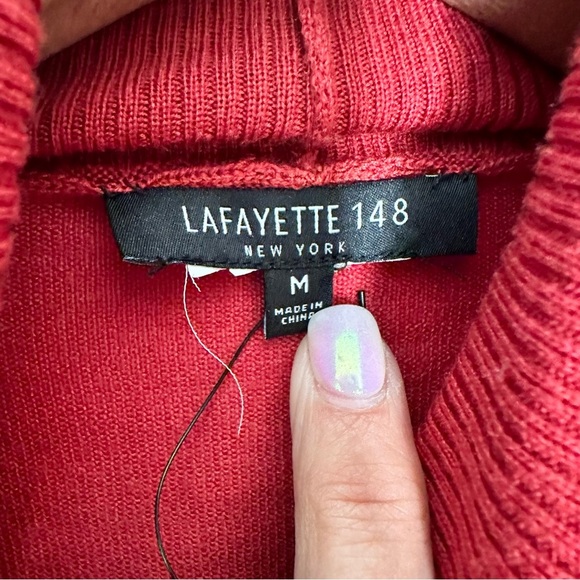 LAFAYETTE 148
NEW YORK
M
MADE IN
CHINA